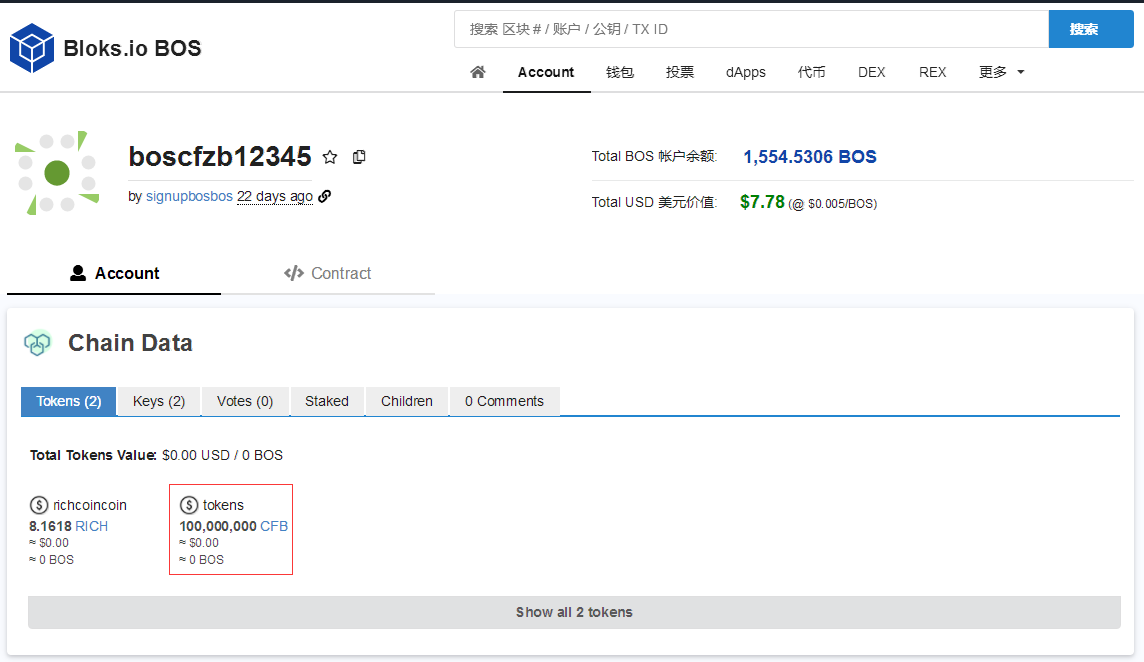 Bloks.io BOS
搜索 区块 # / 账户 / 公钥 / TX ID
搜索
Account 钱包 投票 dApps 代币 DEX REX 更多
boscfzb12345
by signupbosbos 22 days ago
Total BOS 帐户余额: 1,554.5306 BOS
Total USD 美元价值: $7.78 (@ $0.005/BOS)
Account Contract
Chain Data
Tokens (2) Keys (2) Votes (0) Staked Children 0 Comments
Total Tokens Value: $0.00 USD / 0 BOS
richcoincoin
8.1618 RICH
≈ $0.00
≈ 0 BOS
tokens
100,000,000 CFB
≈ $0.00
≈ 0 BOS
Show all 2 tokens